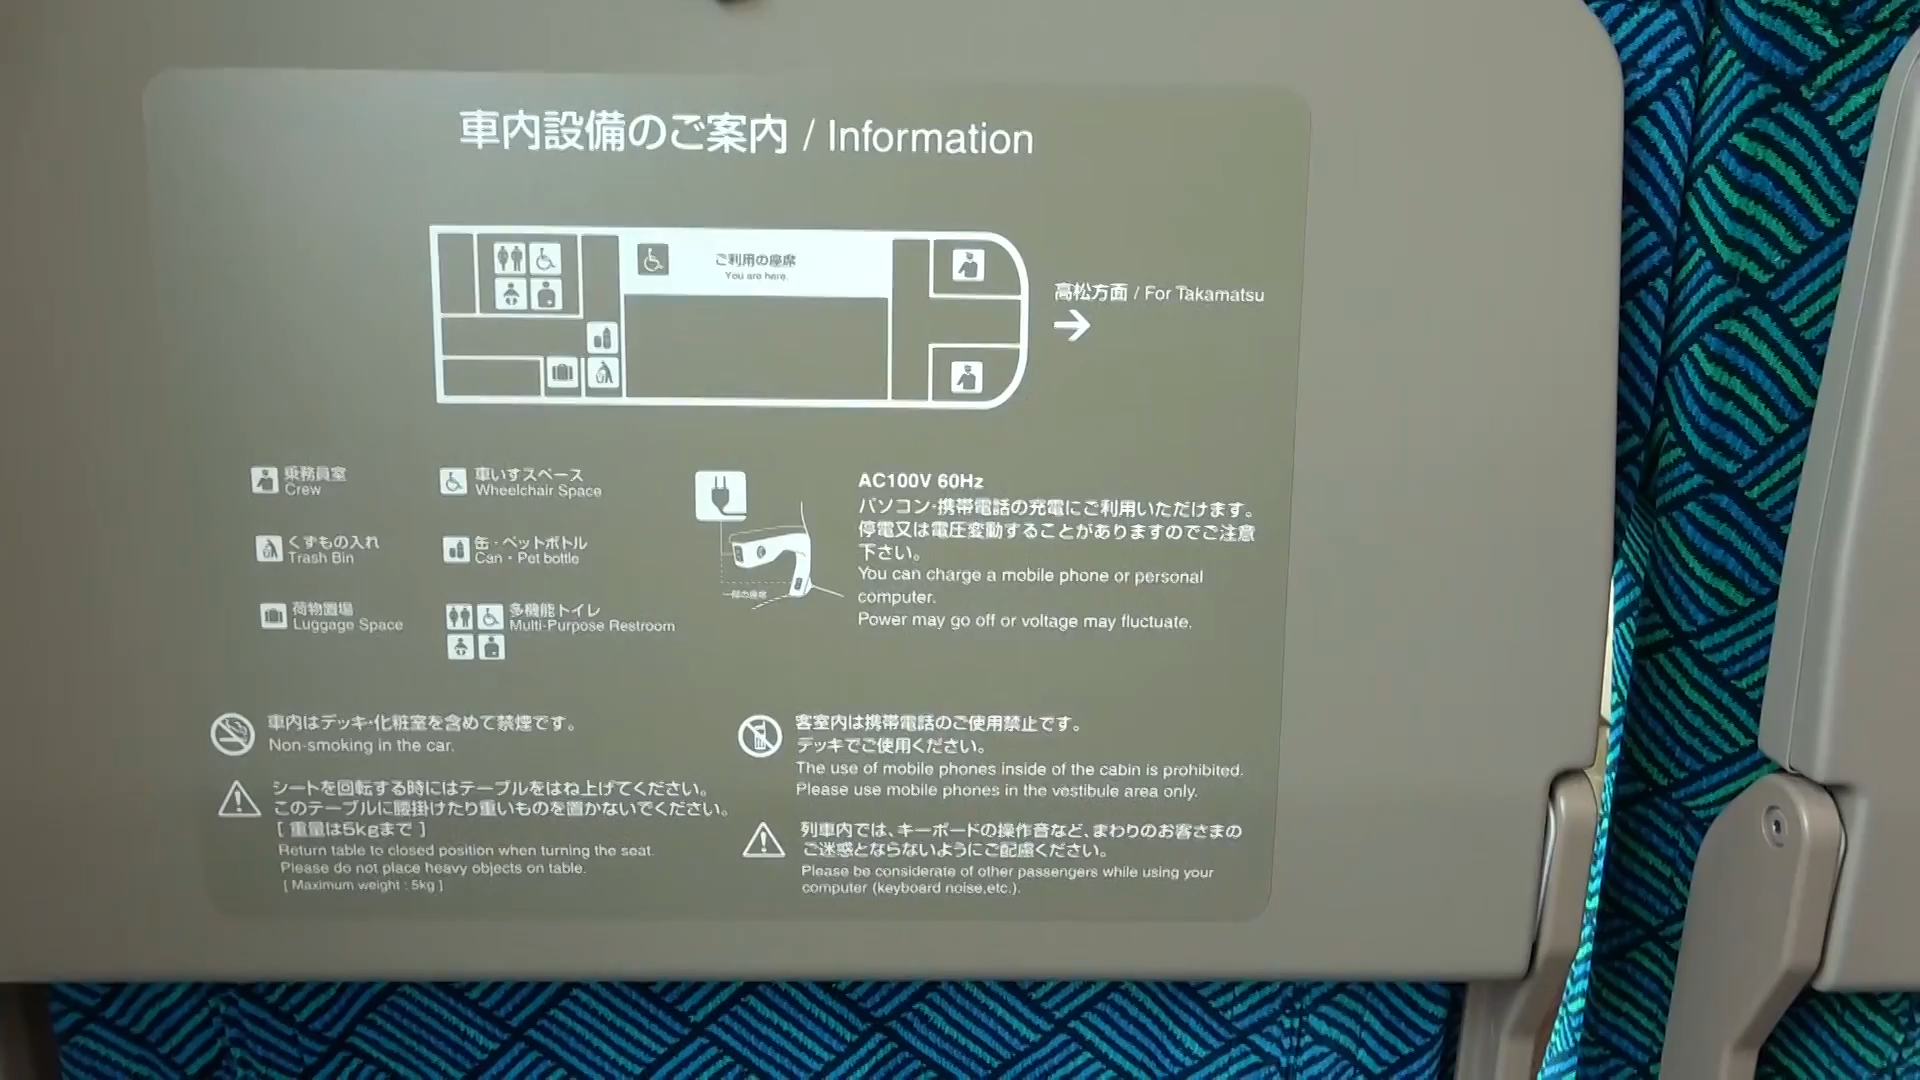 車内設備のご案内 / Information
ご利用の座席
You are here.
高松方面 / For Takamatsu
乗務員室
Crew
車いすスペース
Wheelchair Space
くずもの入れ
Trash Bin
缶・ペットボトル
Can・Pet bottle
荷物置場
Luggage Space
多機能トイレ
Multi-Purpose Restroom
一部の座席
AC100V 60Hz
パソコン・携帯電話の充電にご利用いただけます。
停電又は電圧変動することがありますのでご注意
下さい。
You can charge a mobile phone or personal
computer.
Power may go off or voltage may fluctuate.
車内はデッキ・化粧室を含めて禁煙です。
Non-smoking in the car.
シートを回転する時にはテーブルをはね上げてください。
このテーブルに腰掛けたり重いものを置かないでください。
[ 重量は5kgまで ]
Return table to closed position when turning the seat.
Please do not place heavy objects on table.
[ Maximum weight : 5kg ]
客室内は携帯電話のご使用禁止です。
デッキでご使用ください。
The use of mobile phones inside of the cabin is prohibited.
Please use mobile phones in the vestibule area only.
列車内では、キーボードの操作音など、まわりのお客さまの
ご迷惑とならないようにご配慮ください。
Please be considerate of other passengers while using your
computer (keyboard noise,etc.).